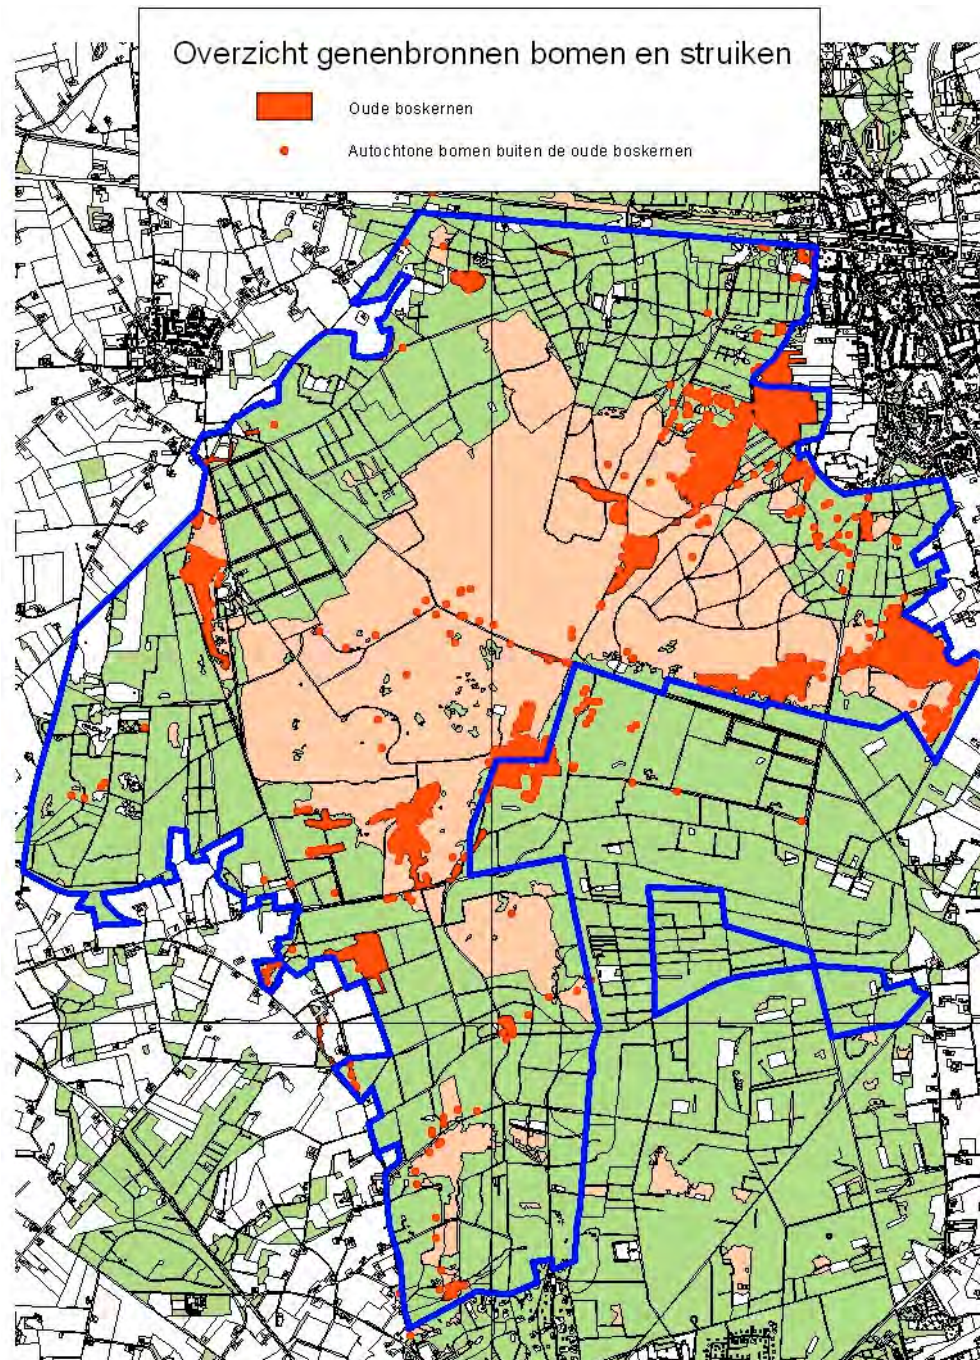 Overzicht genenbronnen bomen en struiken
Oude boskernen
Autochtone bomen buiten de oude boskernen